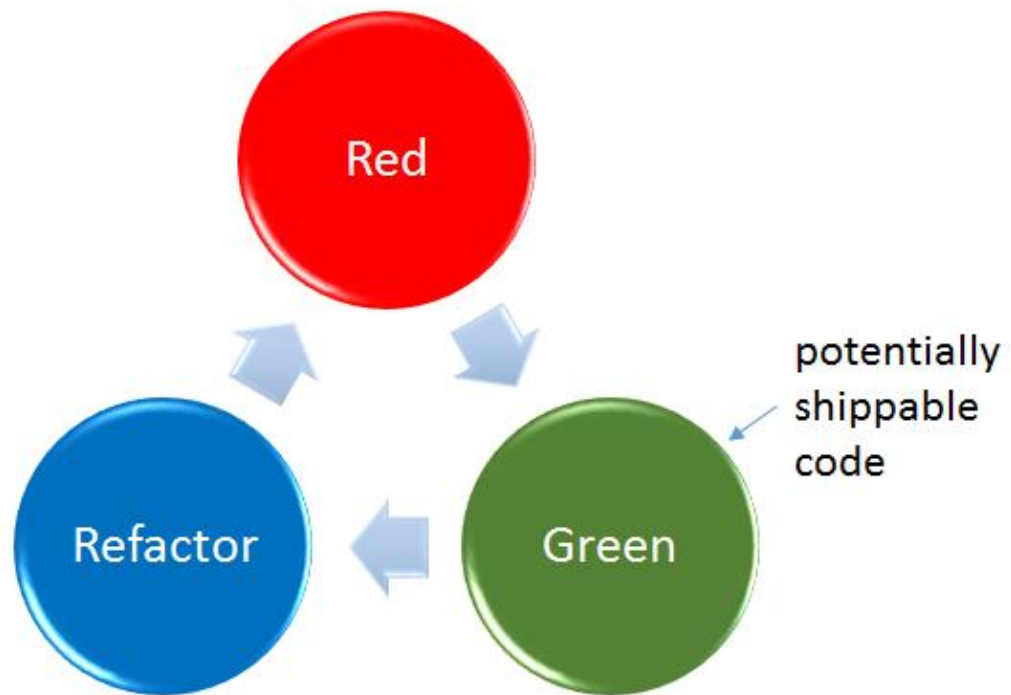 Red
potentially
shippable
code
Refactor
Green